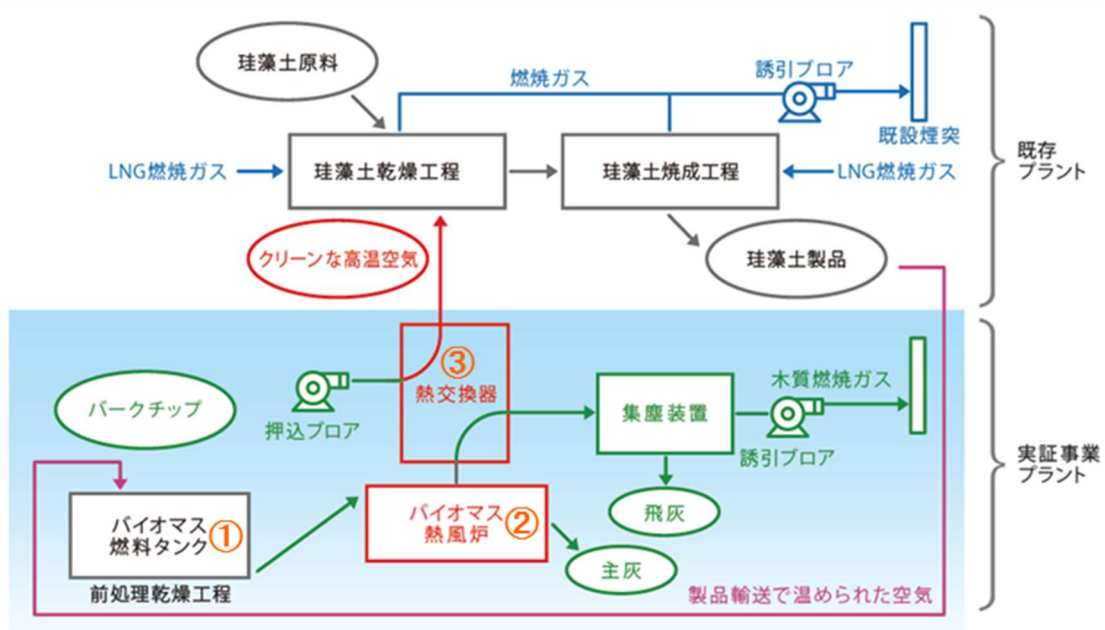 珪藻土原料
燃焼ガス
誘引ブロア
既設煙突
LNG燃焼ガス
珪藻土乾燥工程
珪藻土焼成工程
LNG燃焼ガス
既存
プラント
クリーンな高温空気
珪藻土製品
③
熱交換器
押込ブロア
バークチップ
集塵装置
木質燃焼ガス
誘引ブロア
実証事業
プラント
バイオマス
燃料タンク
①
前処理乾燥工程
バイオマス
熱風炉
②
飛灰
主灰
製品輸送で温められた空気